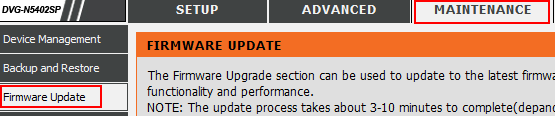 DVG-N5402SP
SETUP
ADVANCED
MAINTENANCE
Device Management
Backup and Restore
Firmware Update
FIRMWARE UPDATE
The Firmware Upgrade section can be used to update to the latest firmwa
functionality and performance.
NOTE: The update process takes about 3-10 minutes to complete(depand